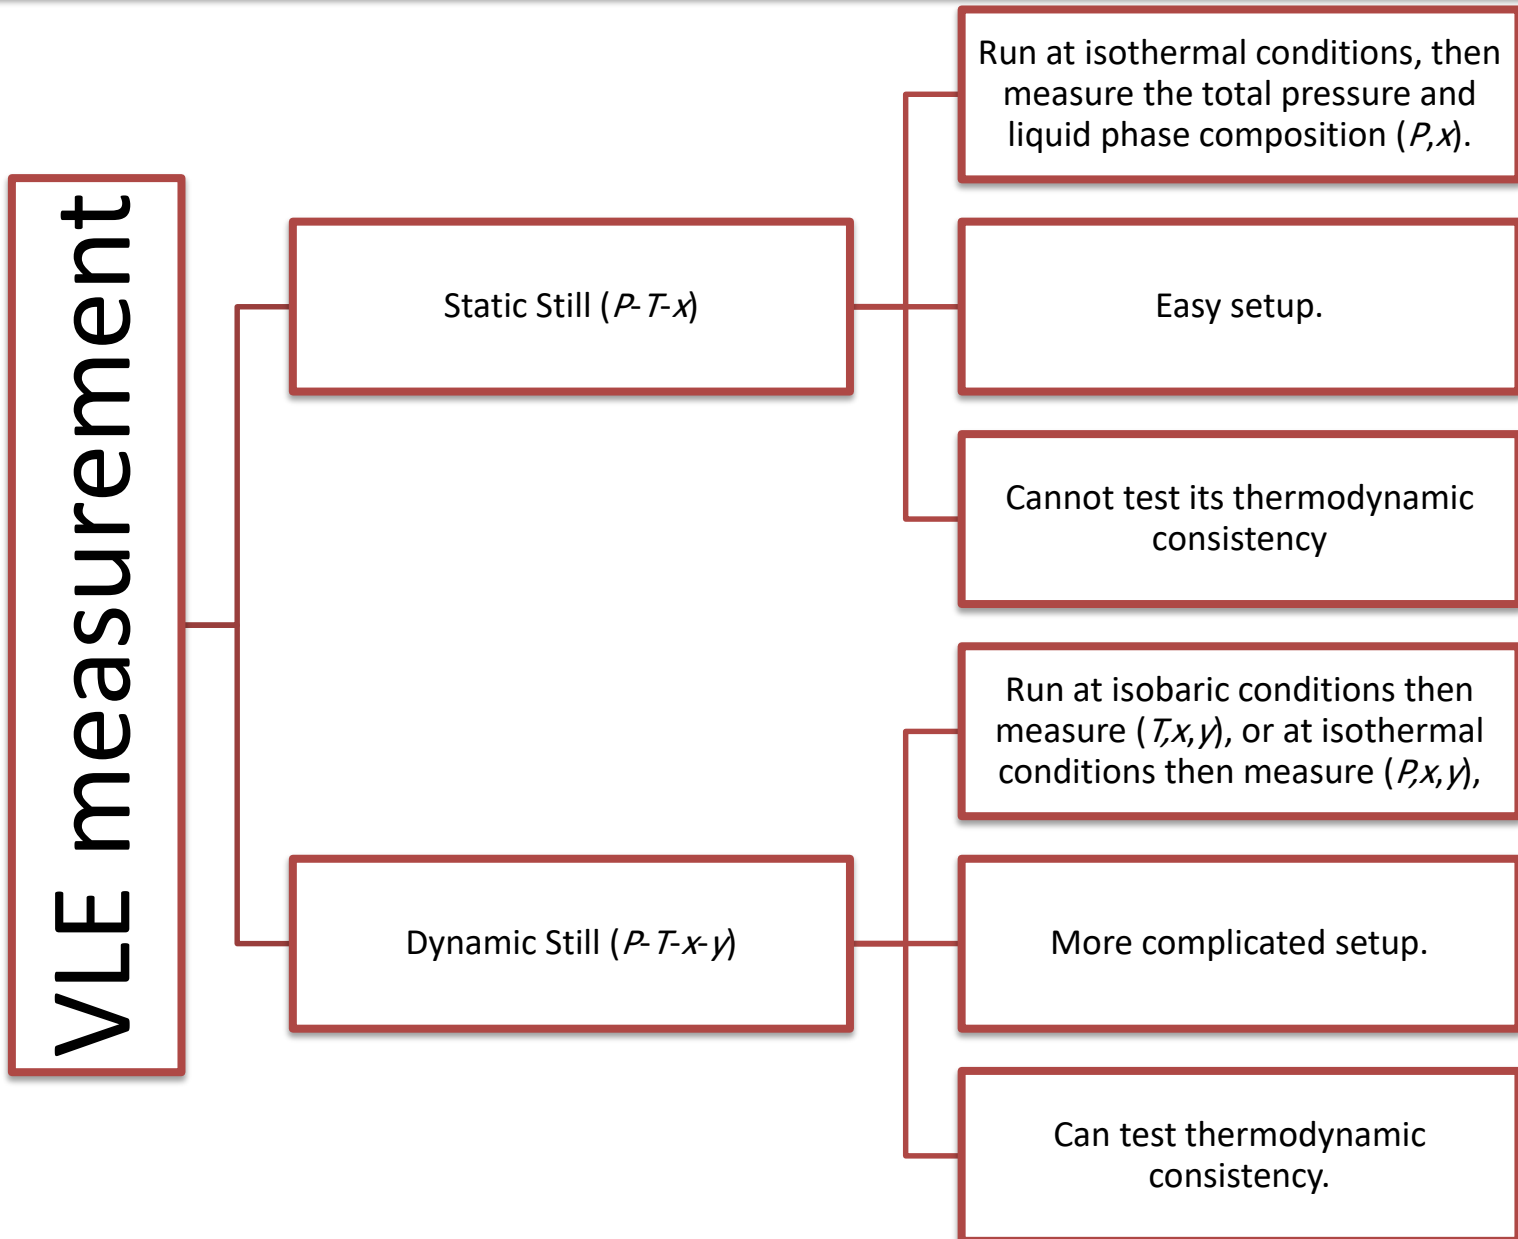 VLE measurement
Static Still (P-T-x)
Run at isothermal conditions, then
measure the total pressure and
liquid phase composition (P,x).
Easy setup.
Cannot test its thermodynamic
consistency
Dynamic Still (P-T-x-y)
Run at isobaric conditions then
measure (T,x,y), or at isothermal
conditions then measure (P,x,y),
More complicated setup.
Can test thermodynamic
consistency.